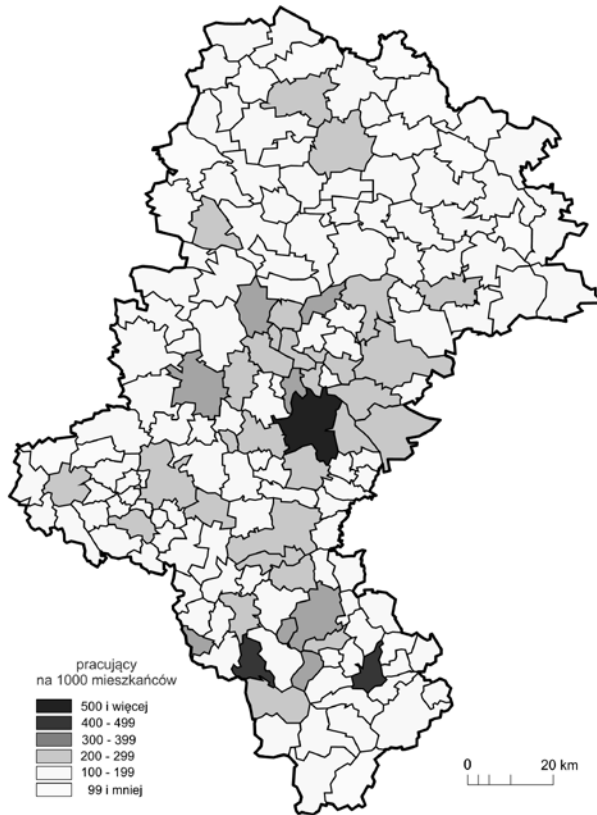 pracujący
na 1000 mieszkańców
500 i więcej
400 - 499
300 - 399
200 - 299
100 - 199
99 i mniej
0 20 km